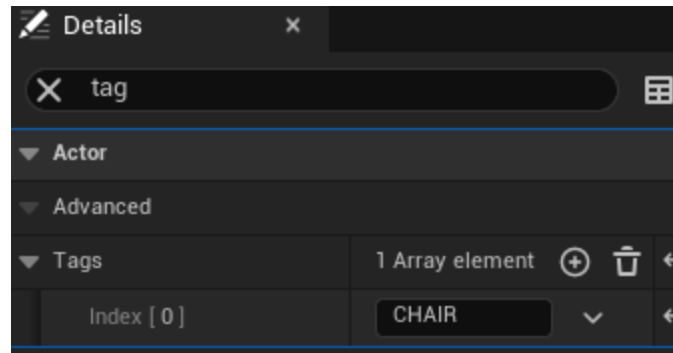 Details
tag
Actor
Advanced
Tags 1 Array element
Index [ 0 ] CHAIR